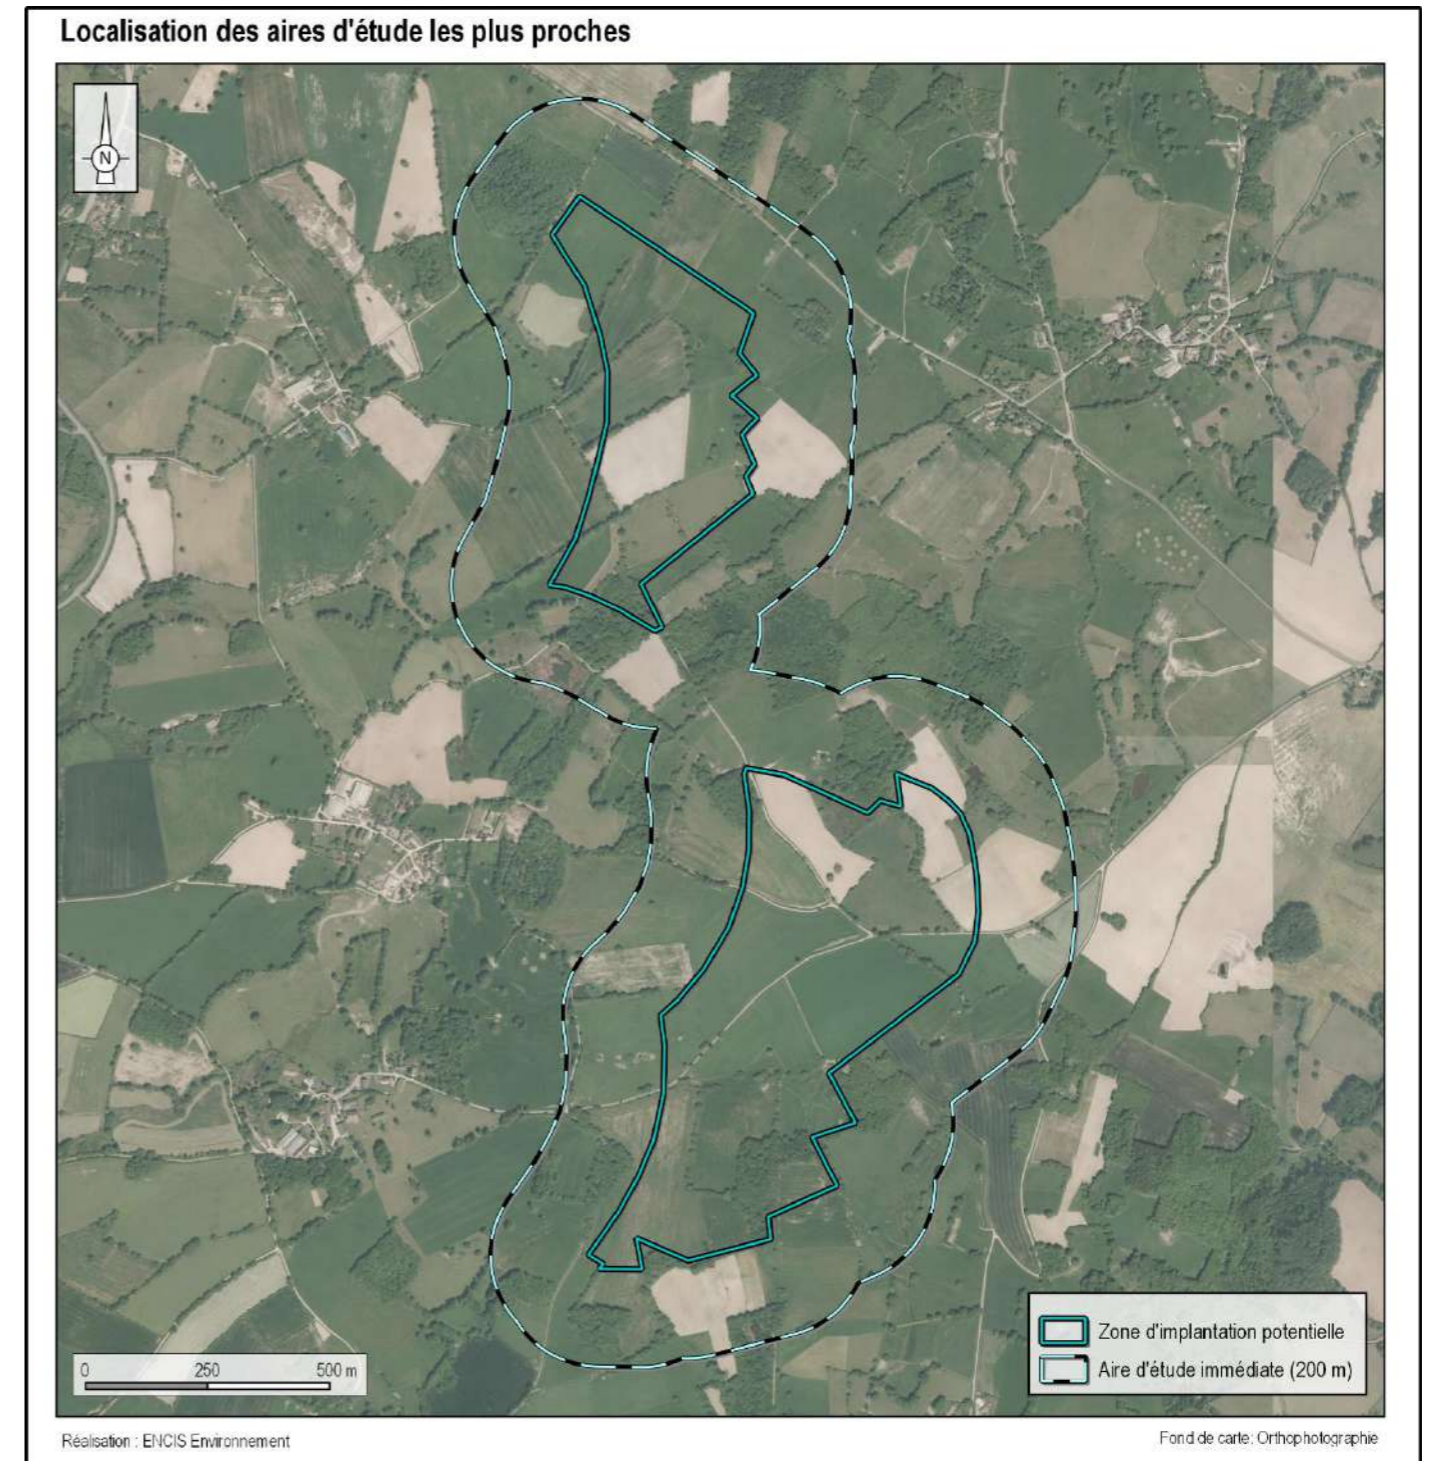 Localisation des aires d'étude les plus proches
N
0 250 500 m
Zone d'implantation potentielle
Aire d'étude immédiate (200 m)
Réalisation : ENCIS Environnement
Fond de carte: Orthophotographie